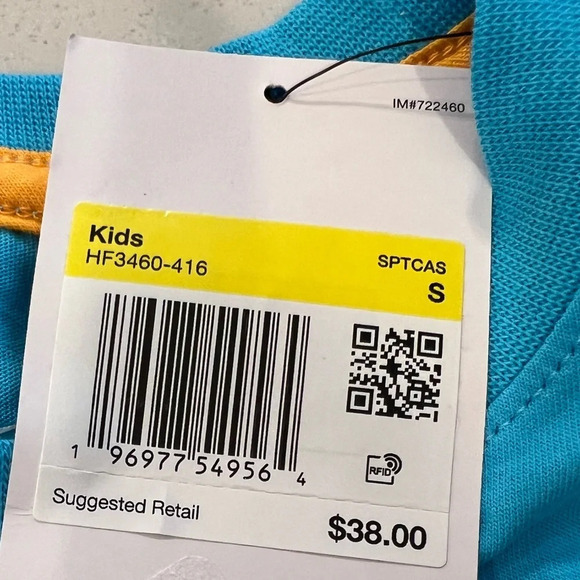 IM#722460
Kids
HF3460-416
SPTCAS
S
1 96977 54956 4
RFID
Suggested Retail
$38.00